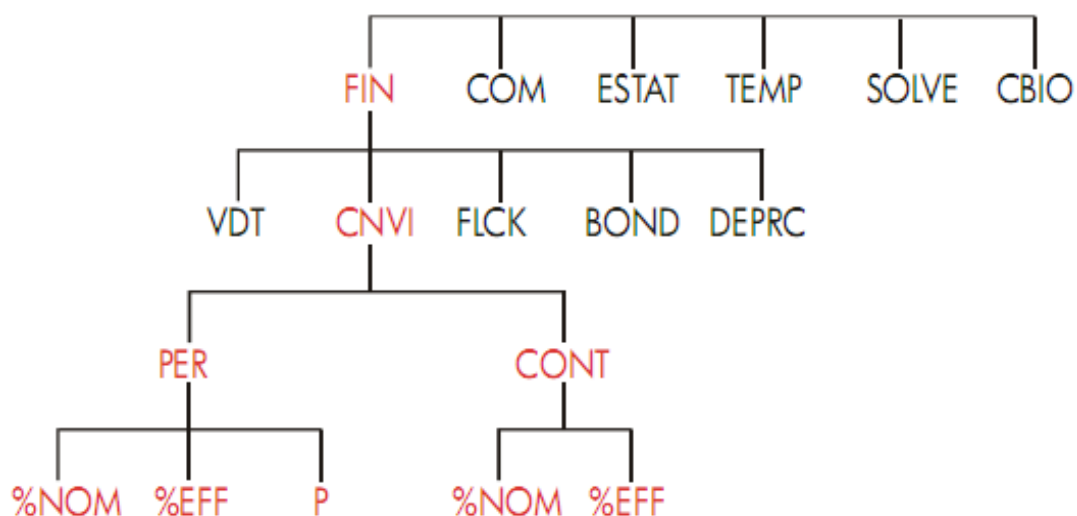 FIN COM ESTAT TEMP SOLVE CBIO
VDT CNVI FLCK BOND DEPRC
PER CONT
%NOM %EFF P %NOM %EFF